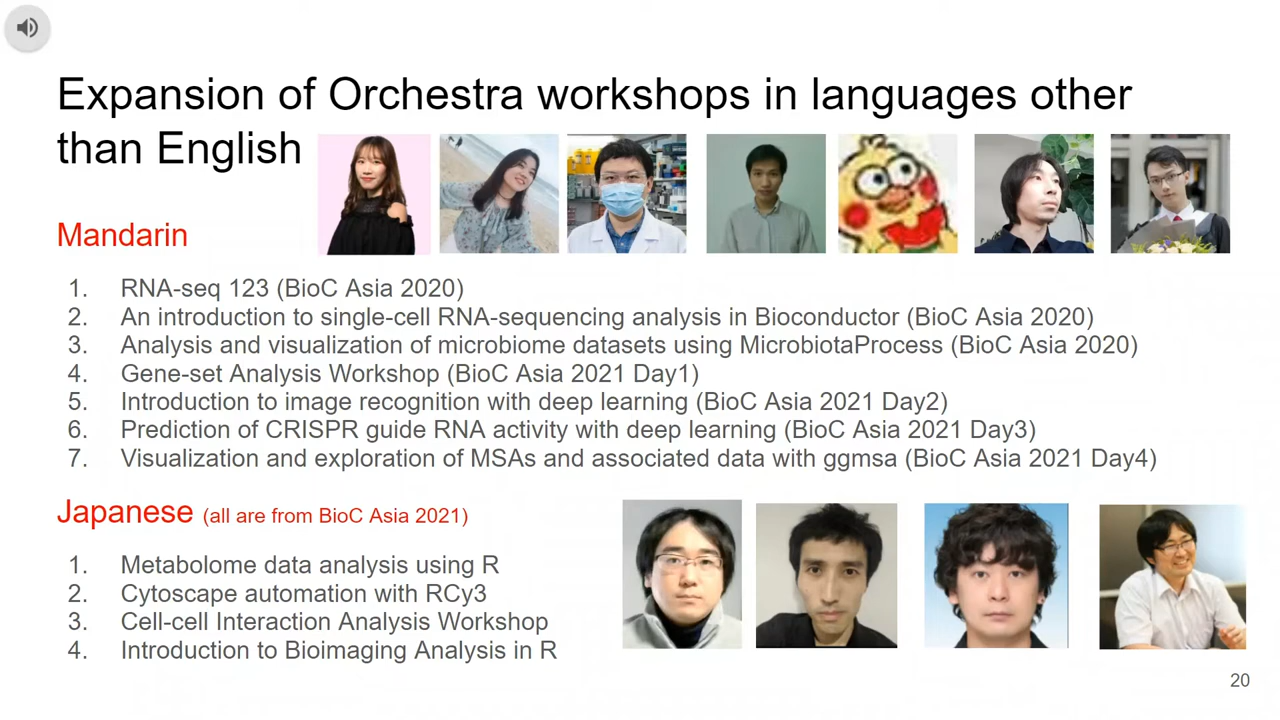 Expansion of Orchestra workshops in languages other
than English
Mandarin
1. RNA-seq 123 (BioC Asia 2020)
2. An introduction to single-cell RNA-sequencing analysis in Bioconductor (BioC Asia 2020)
3. Analysis and visualization of microbiome datasets using MicrobiotaProcess (BioC Asia 2020)
4. Gene-set Analysis Workshop (BioC Asia 2021 Day1)
5. Introduction to image recognition with deep learning (BioC Asia 2021 Day2)
6. Prediction of CRISPR guide RNA activity with deep learning (BioC Asia 2021 Day3)
7. Visualization and exploration of MSAs and associated data with ggmsa (BioC Asia 2021 Day4)
Japanese (all are from BioC Asia 2021)
1. Metabolome data analysis using R
2. Cytoscape automation with RCy3
3. Cell-cell Interaction Analysis Workshop
4. Introduction to Bioimaging Analysis in R
20